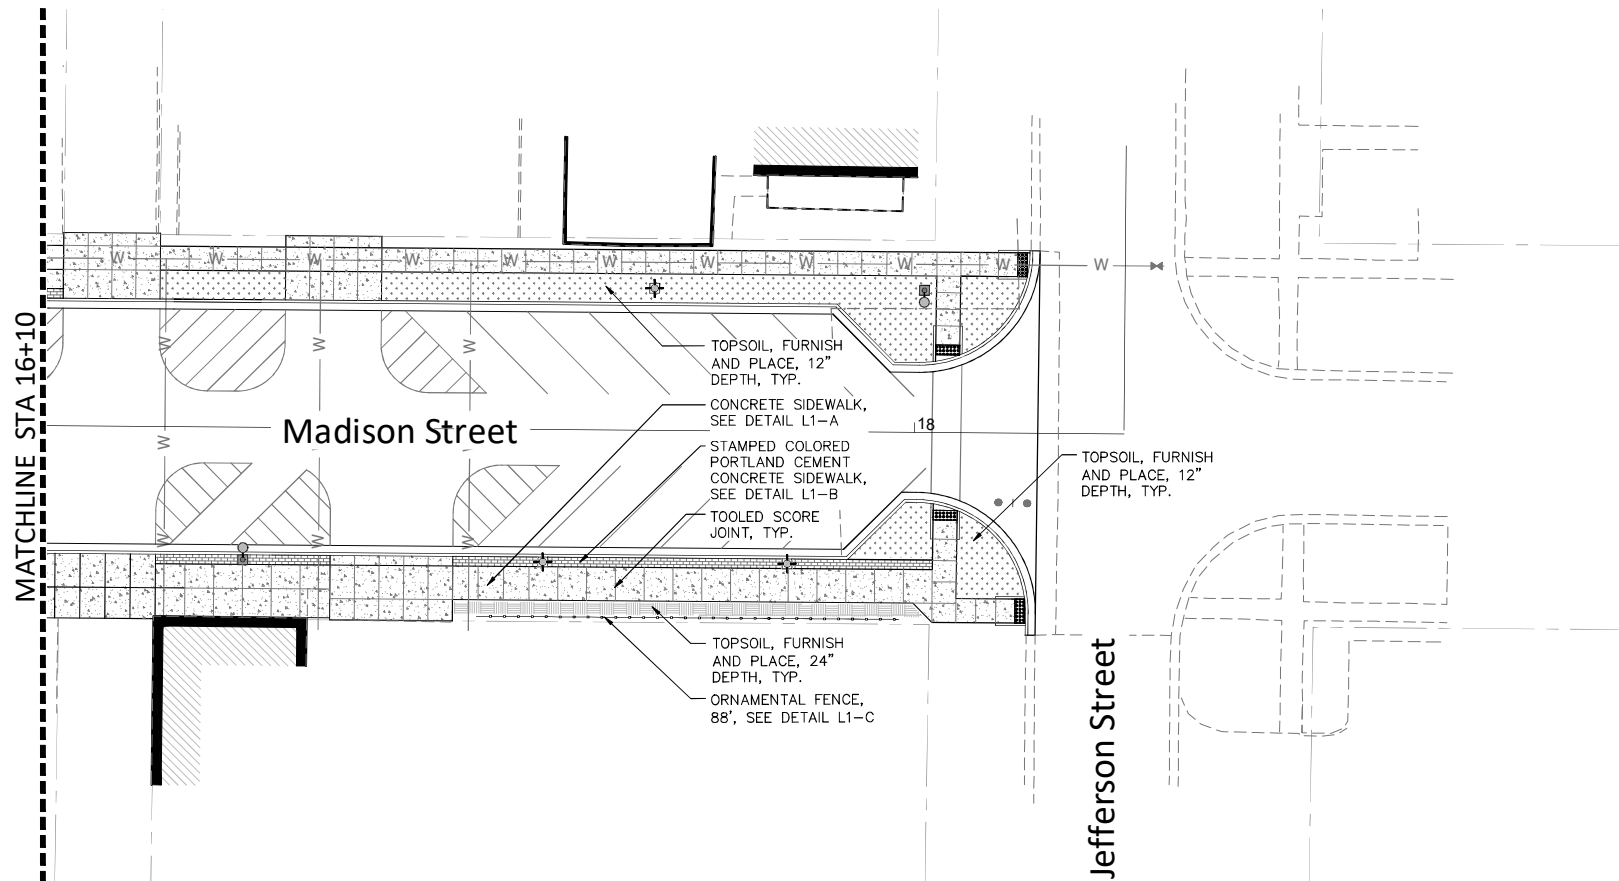 MATCHLINE STA 16+10
W W W W W W W W W W W
TOPSOIL, FURNISH
AND PLACE, 12"
DEPTH, TYP.
W W W
CONCRETE SIDEWALK,
SEE DETAIL L1-A
Madison Street
18
W W W
STAMPED COLORED
PORTLAND CEMENT
CONCRETE SIDEWALK,
SEE DETAIL L1-B
TOOLED SCORE
JOINT, TYP.
TOPSOIL, FURNISH
AND PLACE, 12"
DEPTH, TYP.
W W W
TOPSOIL, FURNISH
AND PLACE, 24"
DEPTH, TYP.
ORNAMENTAL FENCE,
88', SEE DETAIL L1-C
Jefferson Street